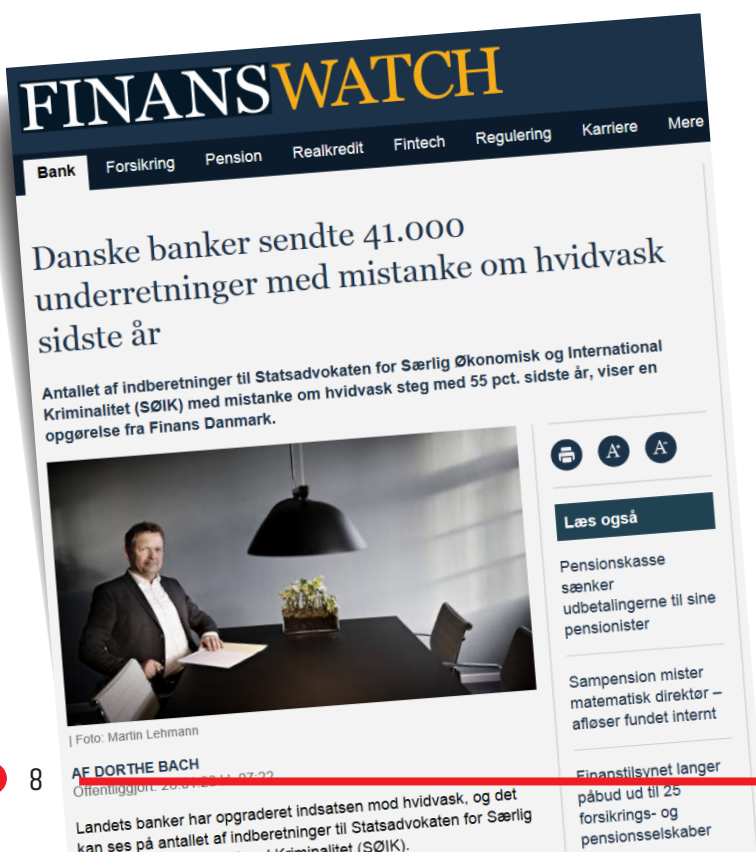 FINANSWATCH
Bank Forsikring Pension Realkredit Fintech Regulering Karriere Mere
Danske banker sendte 41.000
underretninger med mistanke om hvidvask
sidste år
Antallet af indberetninger til Statsadvokaten for Særlig Økonomisk og International
Kriminalitet (SØIK) med mistanke om hvidvask steg med 55 pct. sidste år, viser en
opgørelse fra Finans Danmark.
A+ A-
| Foto: Martin Lehmann
AF DORTHE BACH
Offentliggjort:
Landets banker har opgraderet indsatsen mod hvidvask, og det
kan ses på antallet af indberetninger til Statsadvokaten for Særlig
Kriminalitet (SØIK).
Læs også
Pensionskasse
sænker
udbetalingerne til sine
pensionister
Sampension mister
matematisk direktør –
afløser fundet internt
Finanstilsynet langer
påbud ud til 25
forsikrings- og
pensionsselskaber
8